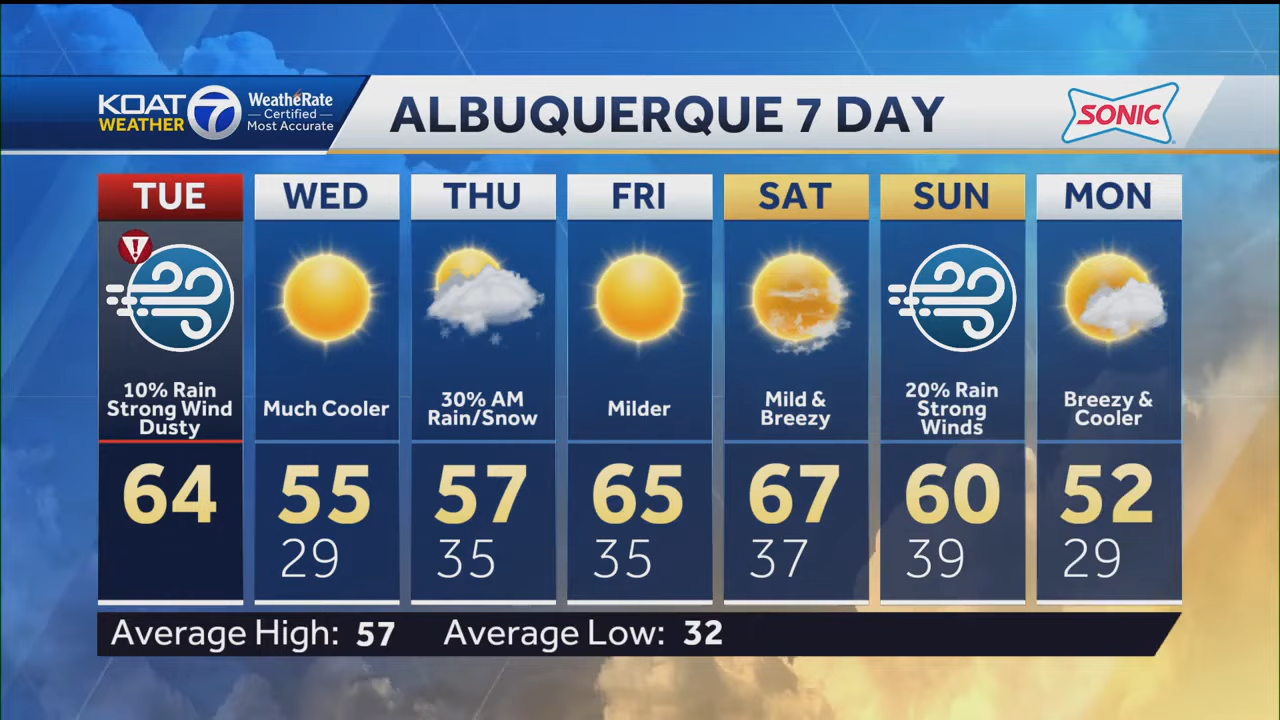 KOAT
WEATHER
7
WeatheRate
Certified
Most Accurate
ALBUQUERQUE 7 DAY
SONIC
TUE
!
10% Rain
Strong Wind
Dusty
64
WED
Much Cooler
55
29
THU
30% AM
Rain/Snow
57
35
FRI
Milder
65
35
SAT
Mild &
Breezy
67
37
SUN
20% Rain
Strong
Winds
60
39
MON
Breezy &
Cooler
52
29
Average High: 57 Average Low: 32